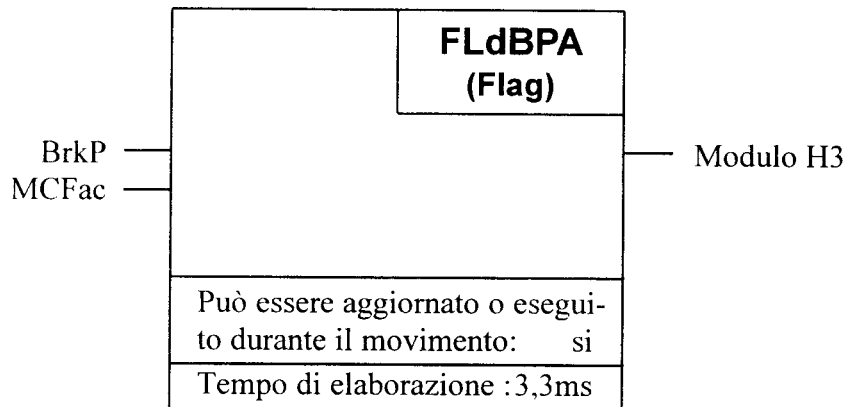 FLdBPA
(Flag)
BrkP
MCFac
Modulo H3
Può essere aggiornato o esegui-
to durante il movimento: si
Tempo di elaborazione :3,3ms